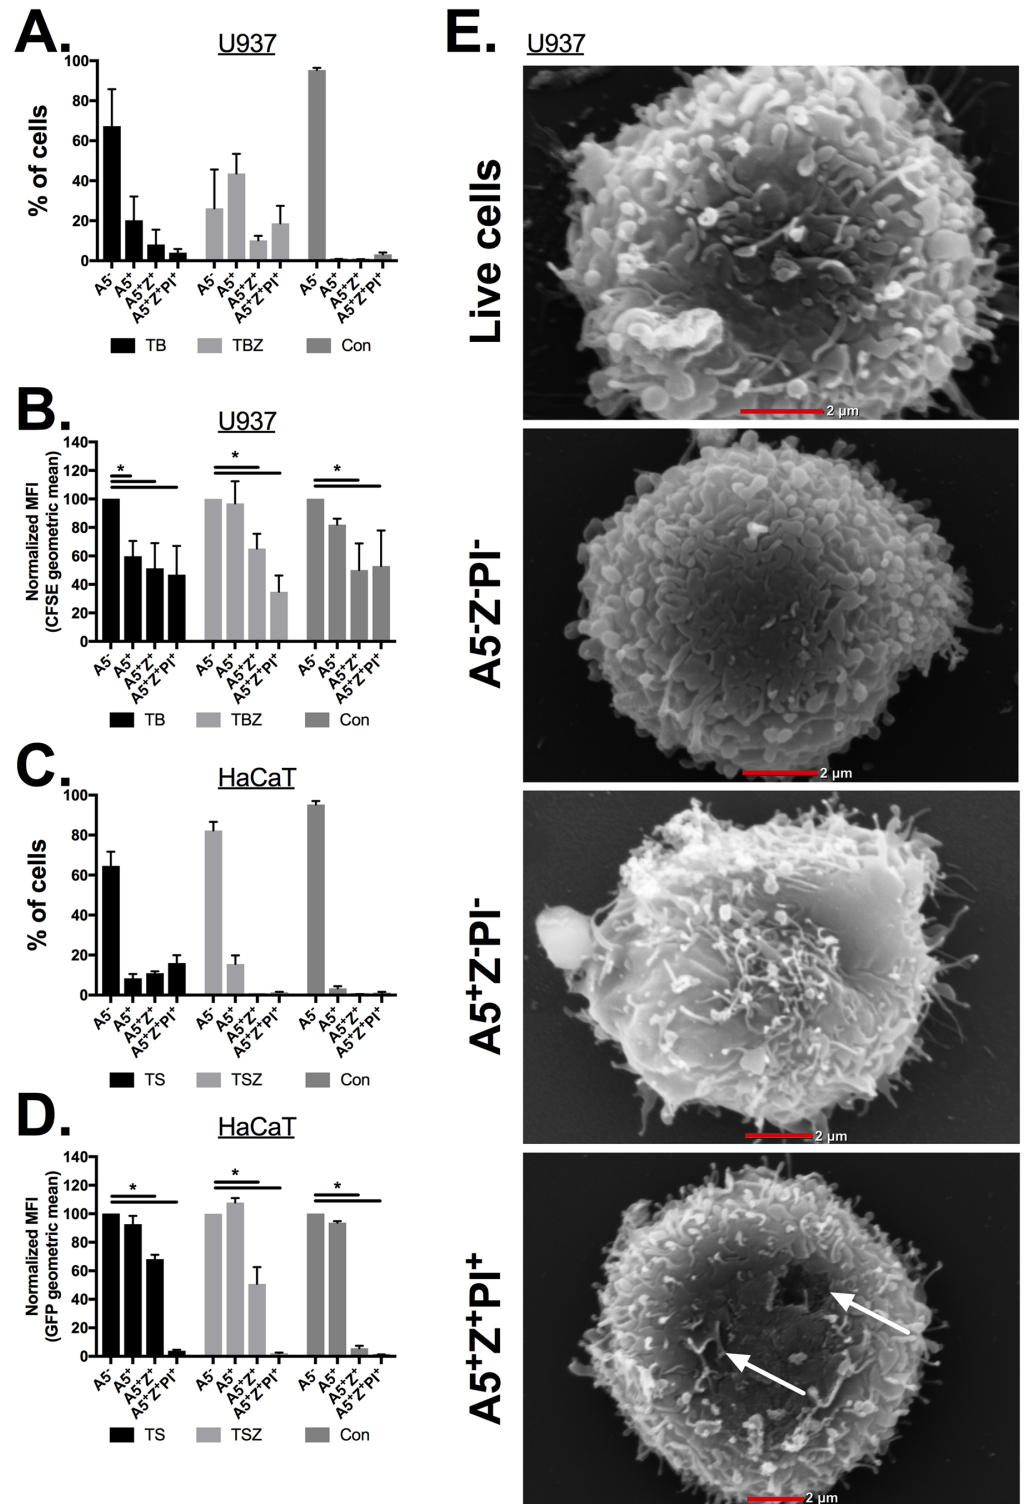 A.
U937
% of cells
100
80
60
40
20
0
A5⁻
A5⁺
A5⁺Z⁺
A5⁺Z⁺PI⁺
A5⁻
A5⁺
A5⁺Z⁺
A5⁺Z⁺PI⁺
A5⁻
A5⁺
A5⁺Z⁺
A5⁺Z⁺PI⁺
TB TBZ Con
B.
U937
Normalized MFI
(CFSE geometric mean)
140
120
100
80
60
40
20
0
* * *
A5⁻
A5⁺
A5⁺Z⁺
A5⁺Z⁺PI⁺
A5⁻
A5⁺
A5⁺Z⁺
A5⁺Z⁺PI⁺
A5⁻
A5⁺
A5⁺Z⁺
A5⁺Z⁺PI⁺
TB TBZ Con
C.
HaCaT
% of cells
100
80
60
40
20
0
A5⁻
A5⁺
A5⁺Z⁺
A5⁺Z⁺PI⁺
A5⁻
A5⁺
A5⁺Z⁺
A5⁺Z⁺PI⁺
A5⁻
A5⁺
A5⁺Z⁺
A5⁺Z⁺PI⁺
TS TSZ Con
D.
HaCaT
Normalized MFI
(GFP geometric mean)
140
120
100
80
60
40
20
0
* * *
A5⁻
A5⁺
A5⁺Z⁺
A5⁺Z⁺PI⁺
A5⁻
A5⁺
A5⁺Z⁺
A5⁺Z⁺PI⁺
A5⁻
A5⁺
A5⁺Z⁺
A5⁺Z⁺PI⁺
TS TSZ Con
E.
U937
Live cells
2 µm
A5⁻Z⁻PI⁻
2 µm
A5⁺Z⁻PI⁻
2 µm
A5⁺Z⁺PI⁺
2 µm